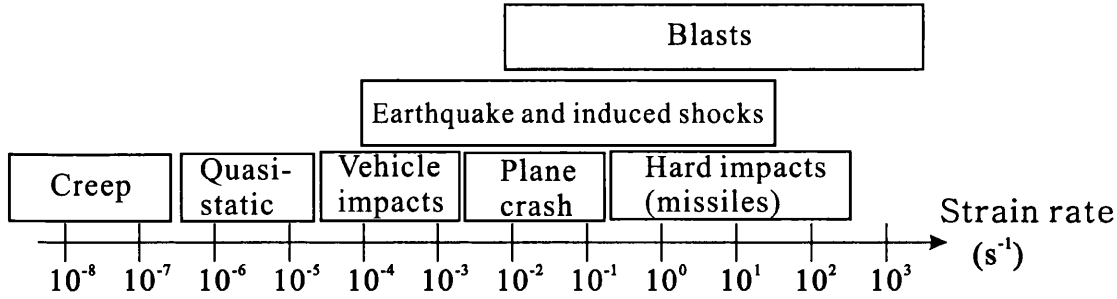 Blasts
Earthquake and induced shocks
Creep
Quasi-
static
Vehicle
impacts
Plane
crash
Hard impacts
(missiles)
Strain rate
(s⁻¹)
10⁻⁸ 10⁻⁷ 10⁻⁶ 10⁻⁵ 10⁻⁴ 10⁻³ 10⁻² 10⁻¹ 10⁰ 10¹ 10² 10³